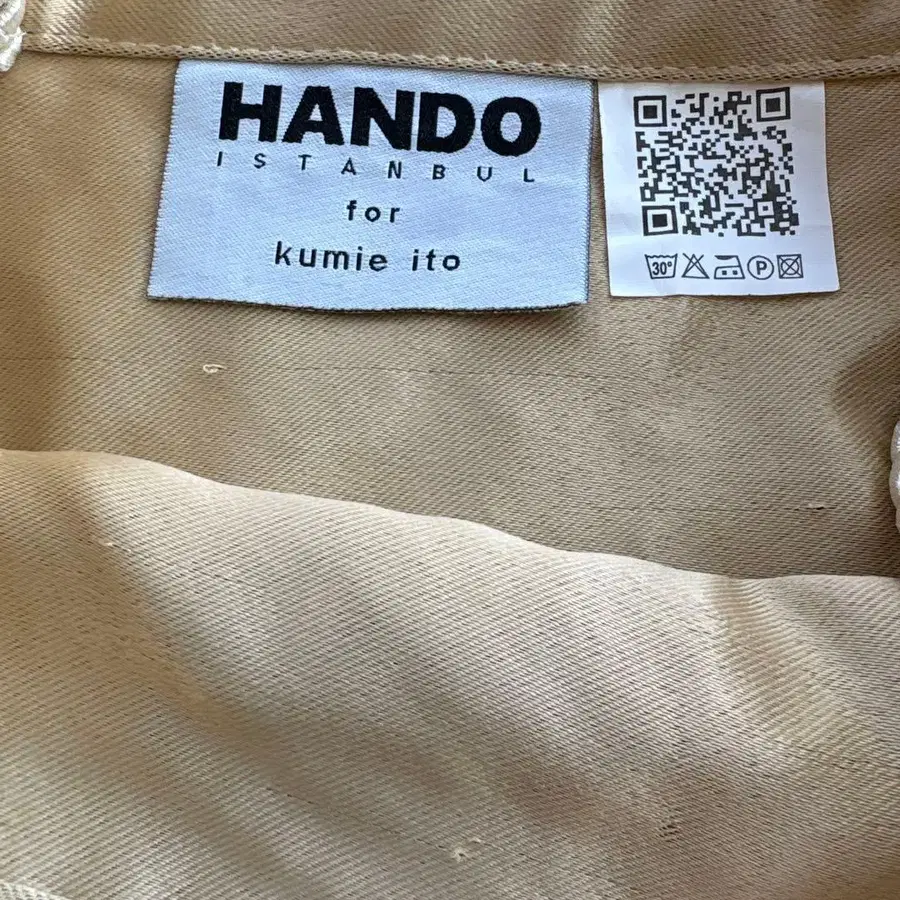 HANDO
ISTANBUL
for
kumie ito
30°
P